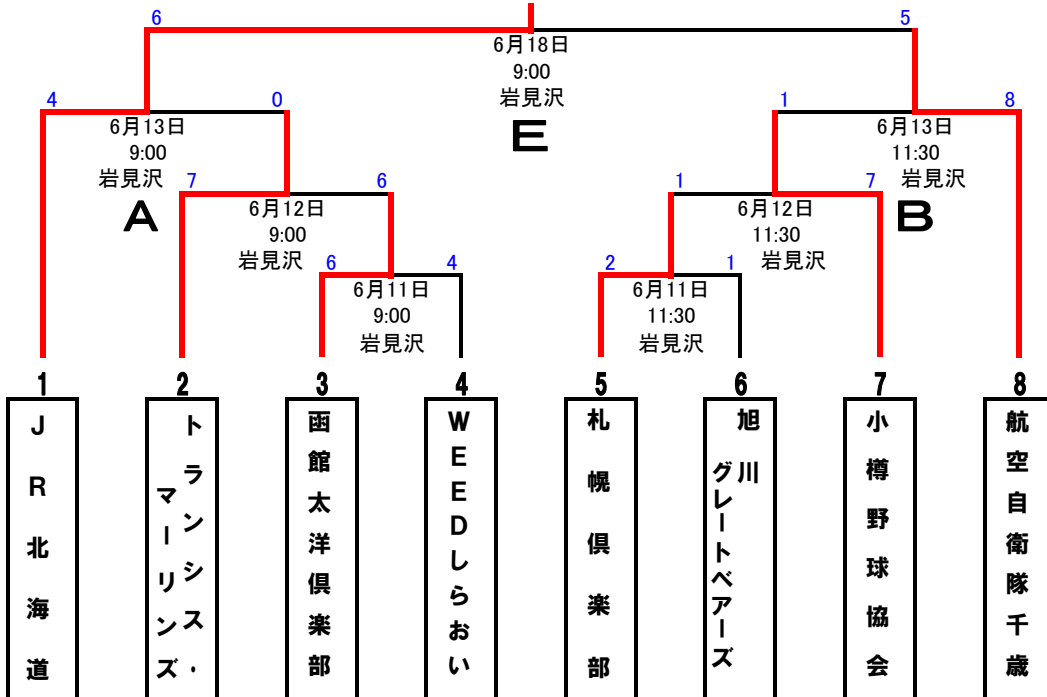 6
5
6月18日
9:00
岩見沢
E
4
0
1
8
6月13日
9:00
岩見沢
A
6月13日
11:30
岩見沢
B
7
6
1
7
6月12日
9:00
岩見沢
6月12日
11:30
岩見沢
6
4
2
1
6月11日
9:00
岩見沢
6月11日
11:30
岩見沢
1
2
3
4
5
6
7
8
JR北海道
トランシス・
マーリンズ
函館太洋倶楽部
WEEDしらおい
札幌倶楽部
旭川
グレートベアーズ
小樽野球協会
航空自衛隊千歳